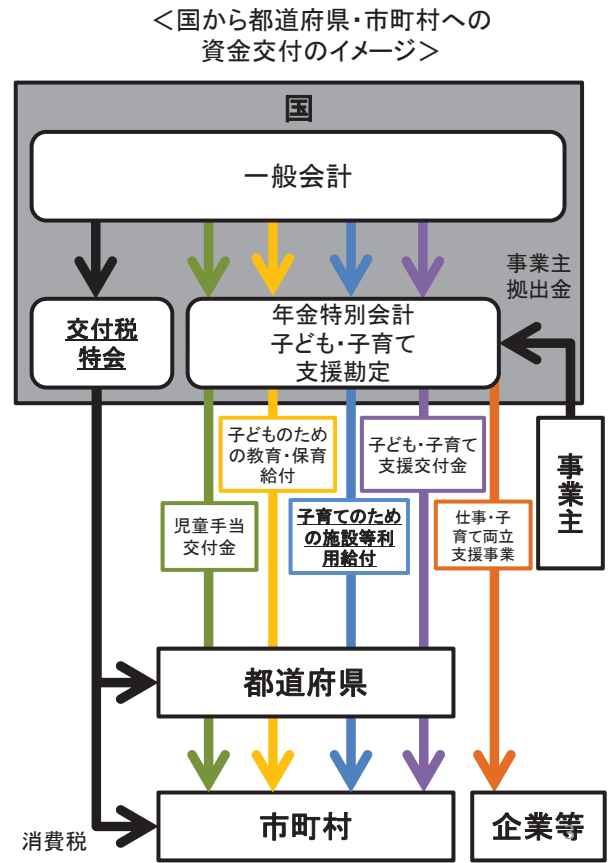 ＜国から都道府県・市町村への
資金交付のイメージ＞
国
一般会計
事業主
拠出金
交付税
特会
年金特別会計
子ども・子育て
支援勘定
子どものため
の教育・保育
給付
子ども・子育て
支援交付金
事業主
児童手当
交付金
子育てのため
の施設等利
用給付
仕事・子
育て両立
支援事業
都道府県
市町村
企業等
消費税